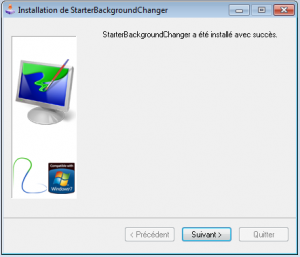 Installation de StarterBackgroundChanger
StarterBackgroundChanger a été installé avec succès.
Compatible with
Windows 7
< Précédent
Suivant >
Quitter